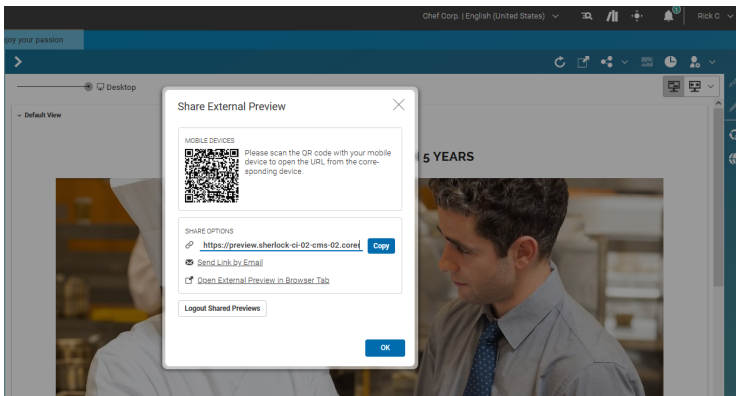 Chef Corp. | English (United States)
1
Rick C
joy your passion
Desktop
Default View
Share External Preview
MOBILE DEVICES
Please scan the QR code with your mobile
device to open the URL from the corre-
sponding device.
5 YEARS
SHARE OPTIONS
https://preview.sherlock-ci-02-cms-02.corer
Copy
Send Link by Email
Open External Preview in Browser Tab
Logout Shared Previews
OK